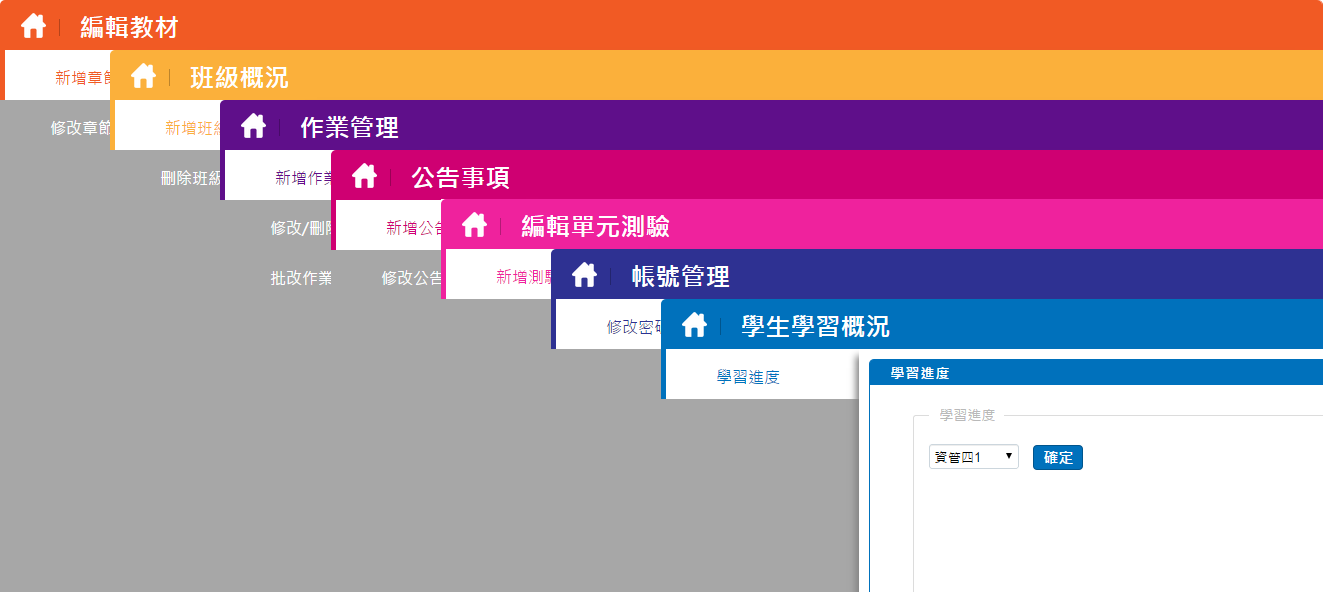 編輯教材
新增章節
班級概況
修改章節
新增班級
作業管理
刪除班級
新增作業
公告事項
修改/刪除
新增公告
編輯單元測驗
批改作業
修改公告
新增測驗
帳號管理
修改密碼
學生學習概況
學習進度
學習進度
學習進度
資管四1
確定